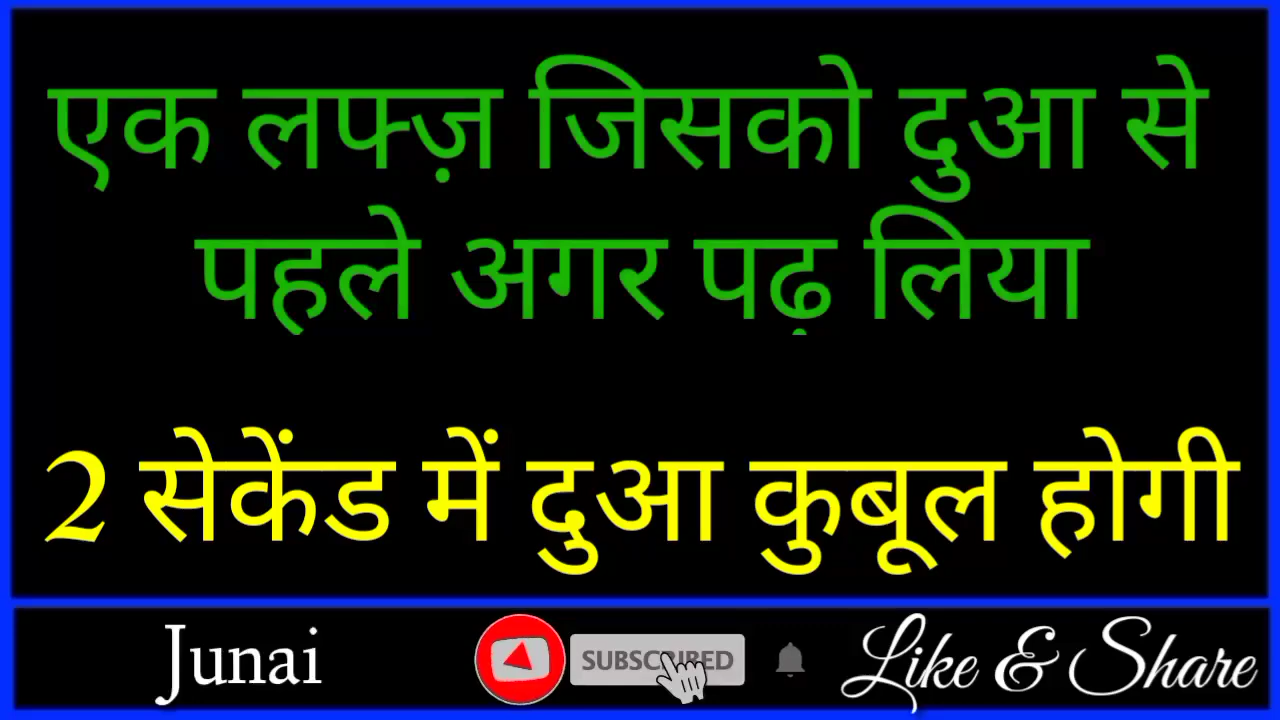 एक लफ्ज़ जिसको दुआ से
पहले अगर पढ़ लिया
2 सेकेंड में दुआ कुबूल होगी
Junai
SUBSCRIBED
Like & Share